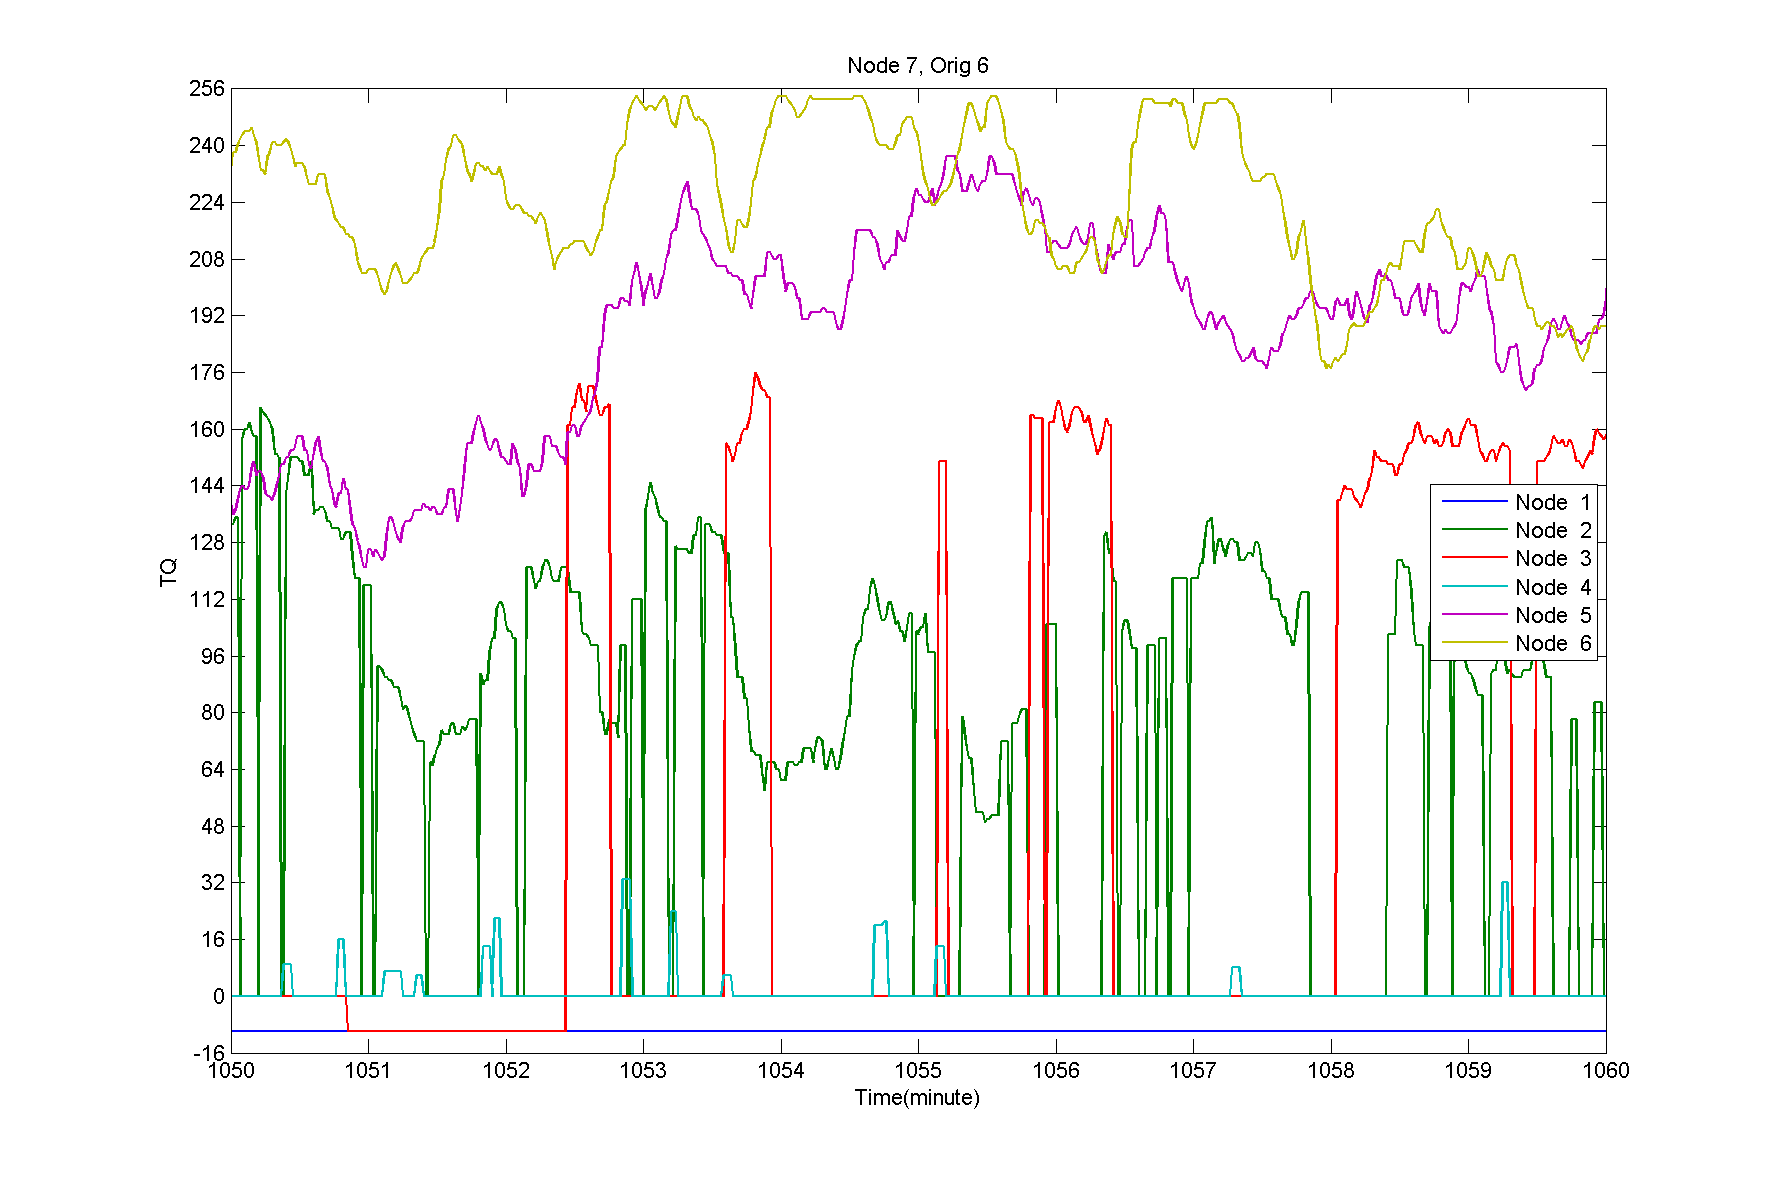 Node 7, Orig 6
256
240
224
208
192
176
160
144
128
112
96
80
64
48
32
16
0
-16
TQ
Node 1
Node 2
Node 3
Node 4
Node 5
Node 6
1050 1051 1052 1053 1054 1055 1056 1057 1058 1059 1060
Time(minute)